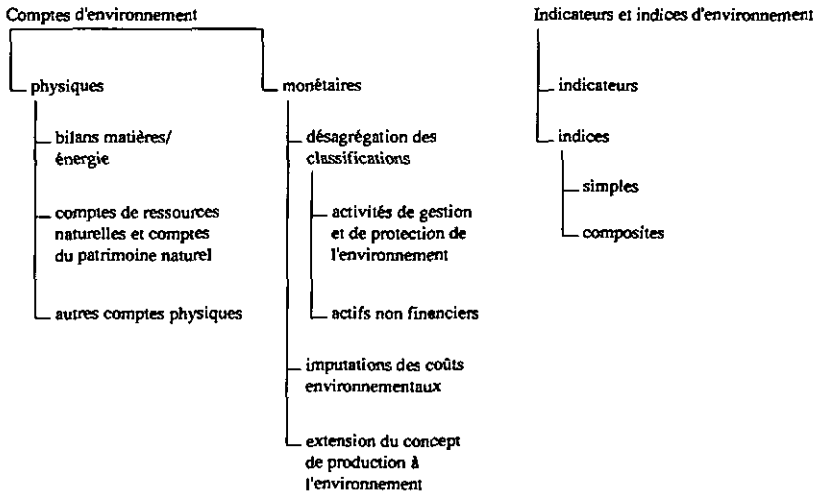 Comptes d'environnement
physiques
bilans matières/
énergie
comptes de ressources
naturelles et comptes
du patrimoine naturel
autres comptes physiques
monétaires
désagrégation des
classifications
activités de gestion
et de protection de
l'environnement
actifs non financiers
imputations des coûts
environnementaux
extension du concept
de production à
l'environnement
Indicateurs et indices d'environnement
indicateurs
indices
simples
composites